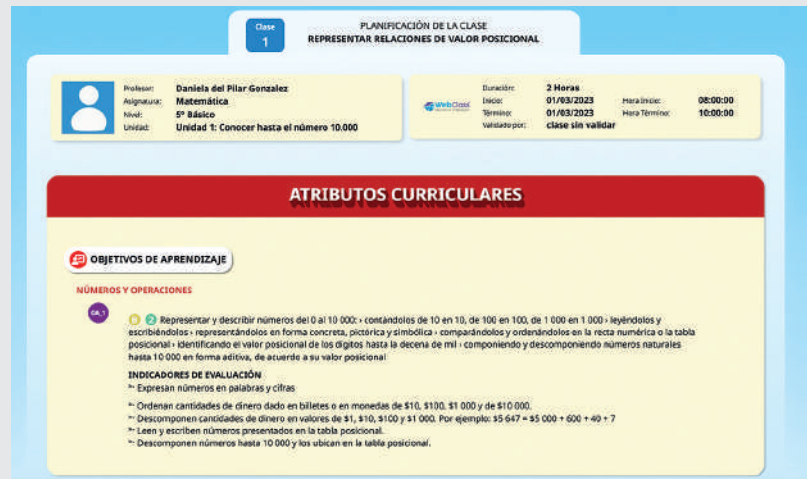 Clase
1
PLANIFICACIÓN DE LA CLASE
REPRESENTAR RELACIONES DE VALOR POSICIONAL
Profesor: Daniela del Pilar Gonzalez
Asignatura: Matemática
Nivel: 5º Básico
Unidad: Unidad 1: Conocer hasta el número 10.000
WebClass
Duración: 2 Horas
Inicio: 01/03/2023 Hora Inicio: 08:00:00
Término: 01/03/2023 Hora Término: 10:00:00
Validado por: clase sin validar
ATRIBUTOS CURRICULARES
OBJETIVOS DE APRENDIZAJE
NÚMEROS Y OPERACIONES
OA_1
2 Representar y describir números del 0 al 10 000: › contándolos de 10 en 10, de 100 en 100, de 1 000 en 1 000 › leyéndolos y
escribiéndolos › representándolos en forma concreta, pictórica y simbólica › comparándolos y ordenándolos en la recta numérica o la tabla
posicional › identificando el valor posicional de los dígitos hasta la decena de mil › componiendo y descomponiendo números naturales
hasta 10 000 en forma aditiva, de acuerdo a su valor posicional
INDICADORES DE EVALUACIÓN
Expresan números en palabras y cifras
Ordenan cantidades de dinero dado en billetes o en monedas de $10, $100, $1 000 y de $10 000.
Descomponen cantidades de dinero en valores de $1, $10, $100 y $1 000. Por ejemplo: $5 647 = $5 000 + 600 + 40 + 7
Leen y escriben números presentados en la tabla posicional.
Descomponen números hasta 10 000 y los ubican en la tabla posicional.